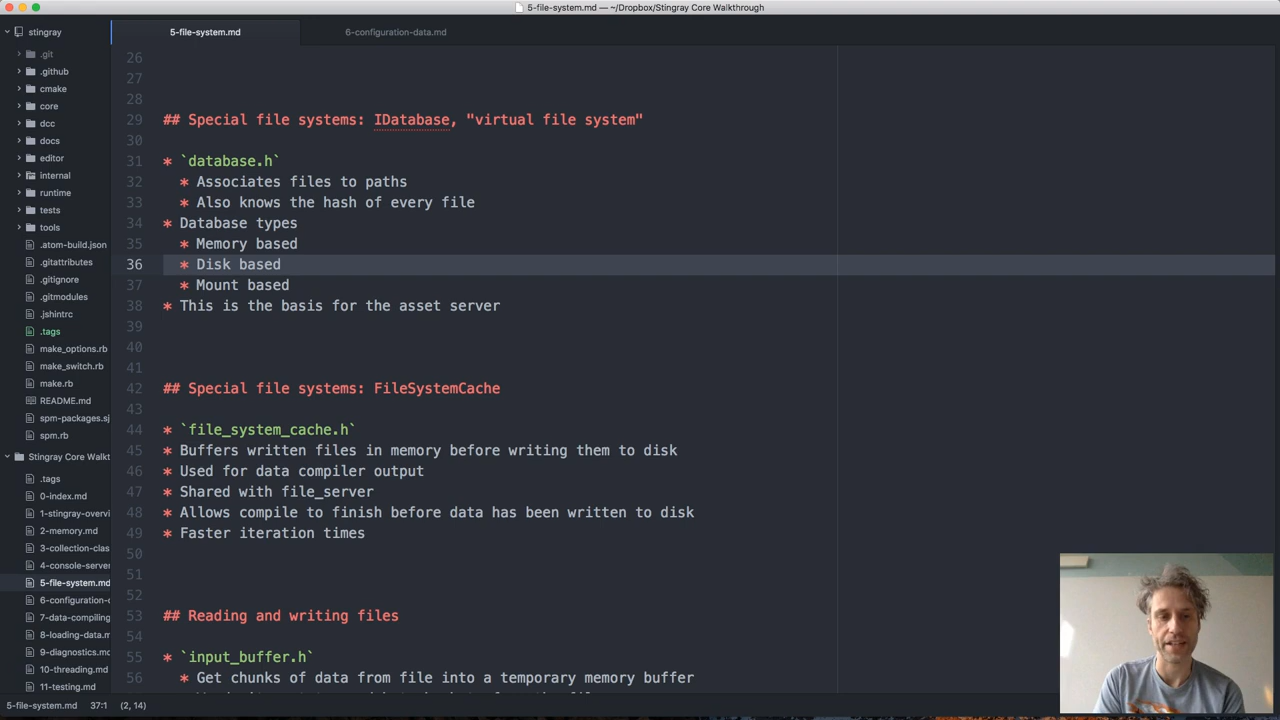 5-file-system.md — ~/Dropbox/Stingray Core Walkthrough
stingray
.git
.github
cmake
core
dcc
docs
editor
internal
runtime
tests
tools
.atom-build.json
.gitattributes
.gitignore
.gitmodules
.jshintrc
.tags
make_options.rb
make_switch.rb
make.rb
README.md
spm-packages.sj
spm.rb
Stingray Core Walkt
.tags
0-index.md
1-stingray-overvi
2-memory.md
3-collection-clas
4-console-server
5-file-system.md
6-configuration-d
7-data-compiling
8-loading-data.m
9-diagnostics.md
10-threading.md
11-testing.md
5-file-system.md
6-configuration-data.md
26
27
28
29 ## Special file systems: IDatabase, "virtual file system"
30
31 * `database.h`
32 * Associates files to paths
33 * Also knows the hash of every file
34 * Database types
35 * Memory based
36 * Disk based
37 * Mount based
38 * This is the basis for the asset server
39
40
41
42 ## Special file systems: FileSystemCache
43
44 * `file_system_cache.h`
45 * Buffers written files in memory before writing them to disk
46 * Used for data compiler output
47 * Shared with file_server
48 * Allows compile to finish before data has been written to disk
49 * Faster iteration times
50
51
52
53 ## Reading and writing files
54
55 * `input_buffer.h`
56 * Get chunks of data from file into a temporary memory buffer
5-file-system.md 37:1 (2, 14)